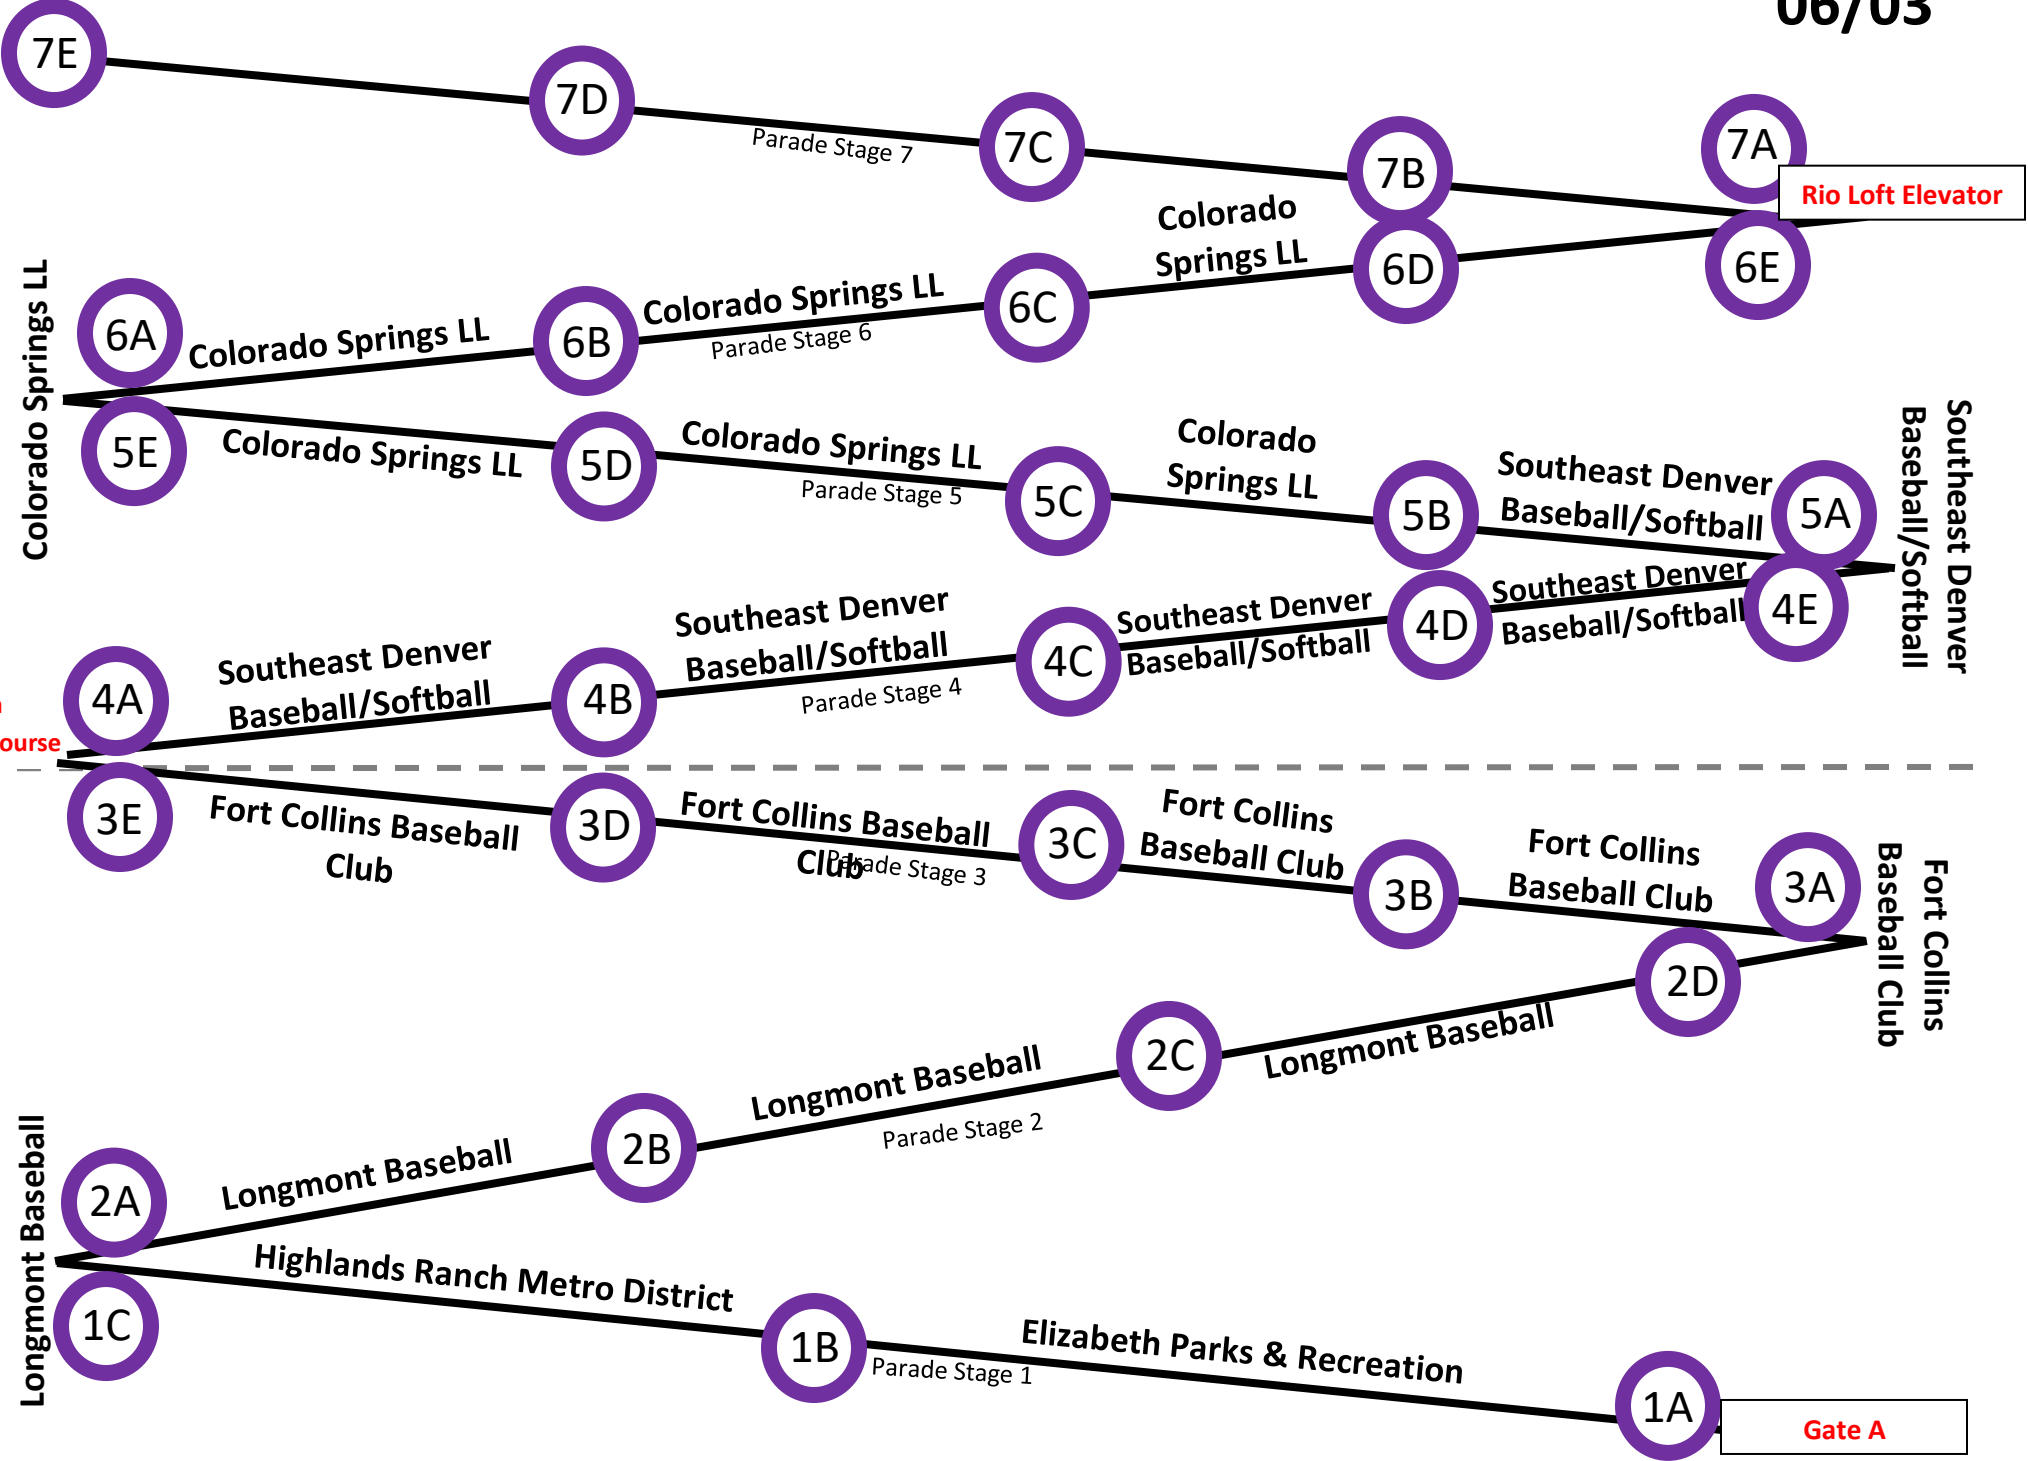 06/03
7E
7D
7C
7B
7A
Parade Stage 7
Rio Loft Elevator
Colorado
Springs LL
6A
Colorado Springs LL
6B
Colorado Springs LL
6C
6D
6E
Parade Stage 6
Colorado Springs LL
5E
Colorado Springs LL
5D
Colorado Springs LL
5C
Colorado
Springs LL
5B
Southeast Denver
Baseball/Softball
5A
Parade Stage 5
Southeast Denver
Baseball/Softball
4A
Southeast Denver
Baseball/Softball
4B
Southeast Denver
Baseball/Softball
4C
Southeast Denver
Baseball/Softball
4D
Southeast Denver
Baseball/Softball
4E
Parade Stage 4
ourse
3E
Fort Collins Baseball
Club
3D
Fort Collins Baseball
Club
Parade Stage 3
3C
Fort Collins
Baseball Club
3B
Fort Collins
Baseball Club
3A
Fort Collins
Baseball Club
2D
Longmont Baseball
2C
Longmont Baseball
Parade Stage 2
2B
Longmont Baseball
2A
Longmont Baseball
1C
Highlands Ranch Metro District
1B
Elizabeth Parks & Recreation
Parade Stage 1
1A
Gate A